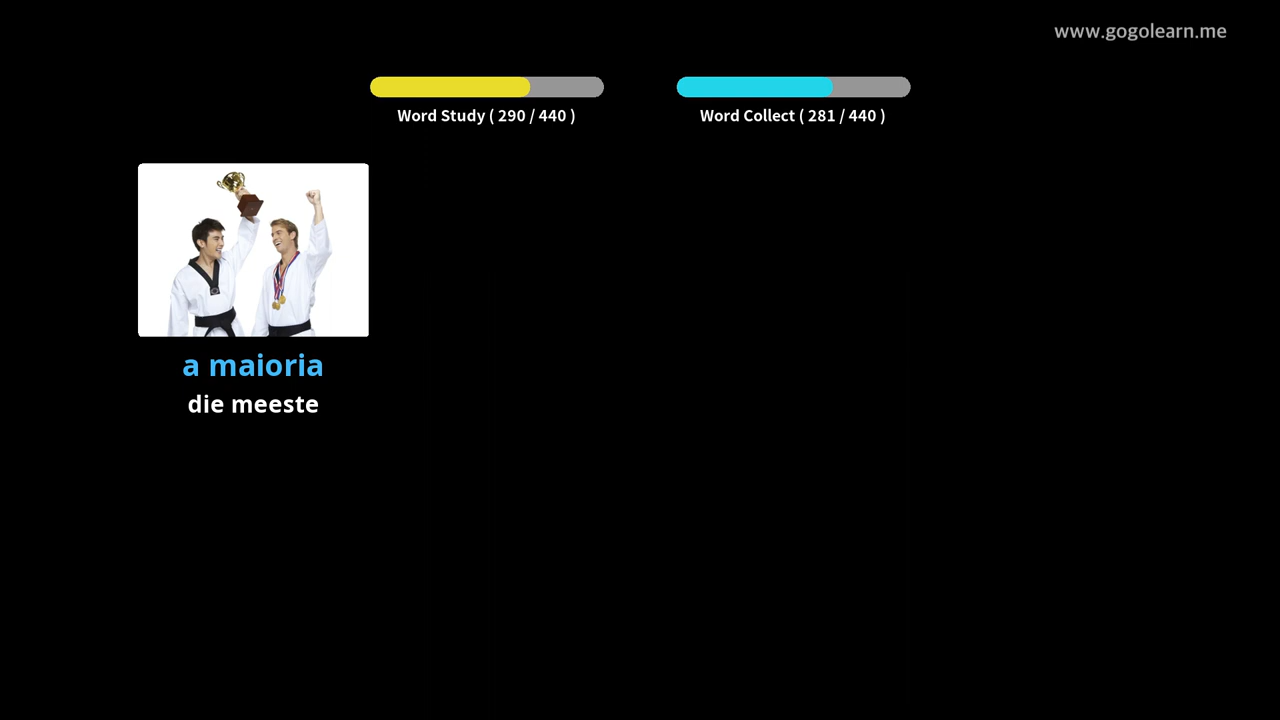 www.gogolearn.me
Word Study ( 290 / 440 )
Word Collect ( 281 / 440 )
a maioria
die meeste